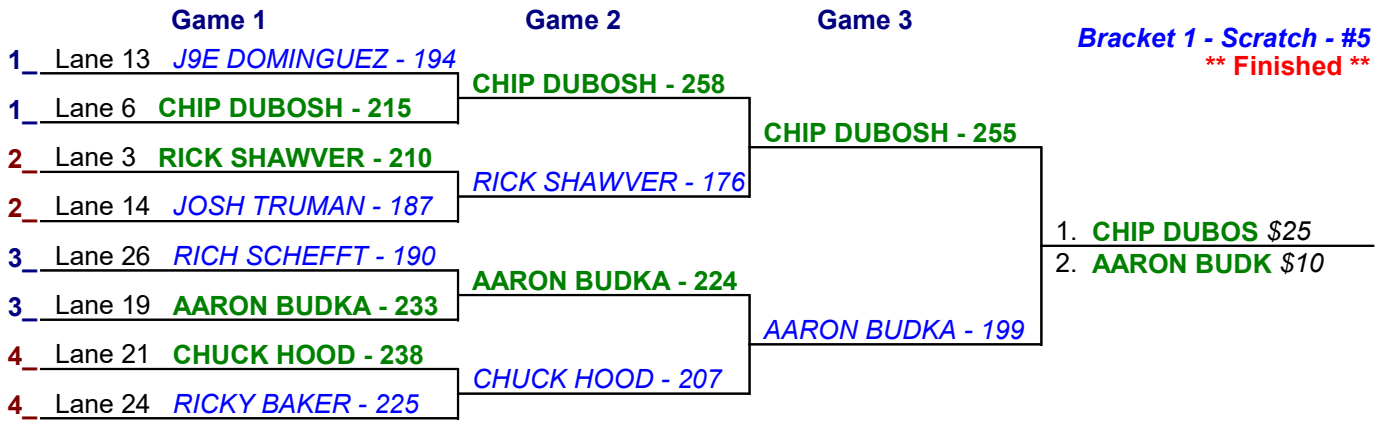 Game 1 Game 2 Game 3
Bracket 1 - Scratch - #5
** Finished **
1_ Lane 13 J9E DOMINGUEZ - 194
CHIP DUBOSH - 258
1_ Lane 6 CHIP DUBOSH - 215
CHIP DUBOSH - 255
2_ Lane 3 RICK SHAWVER - 210
RICK SHAWVER - 176
2_ Lane 14 JOSH TRUMAN - 187
1. CHIP DUBOS $25
3_ Lane 26 RICH SCHEFFT - 190
2. AARON BUDK $10
AARON BUDKA - 224
3_ Lane 19 AARON BUDKA - 233
AARON BUDKA - 199
4_ Lane 21 CHUCK HOOD - 238
CHUCK HOOD - 207
4_ Lane 24 RICKY BAKER - 225